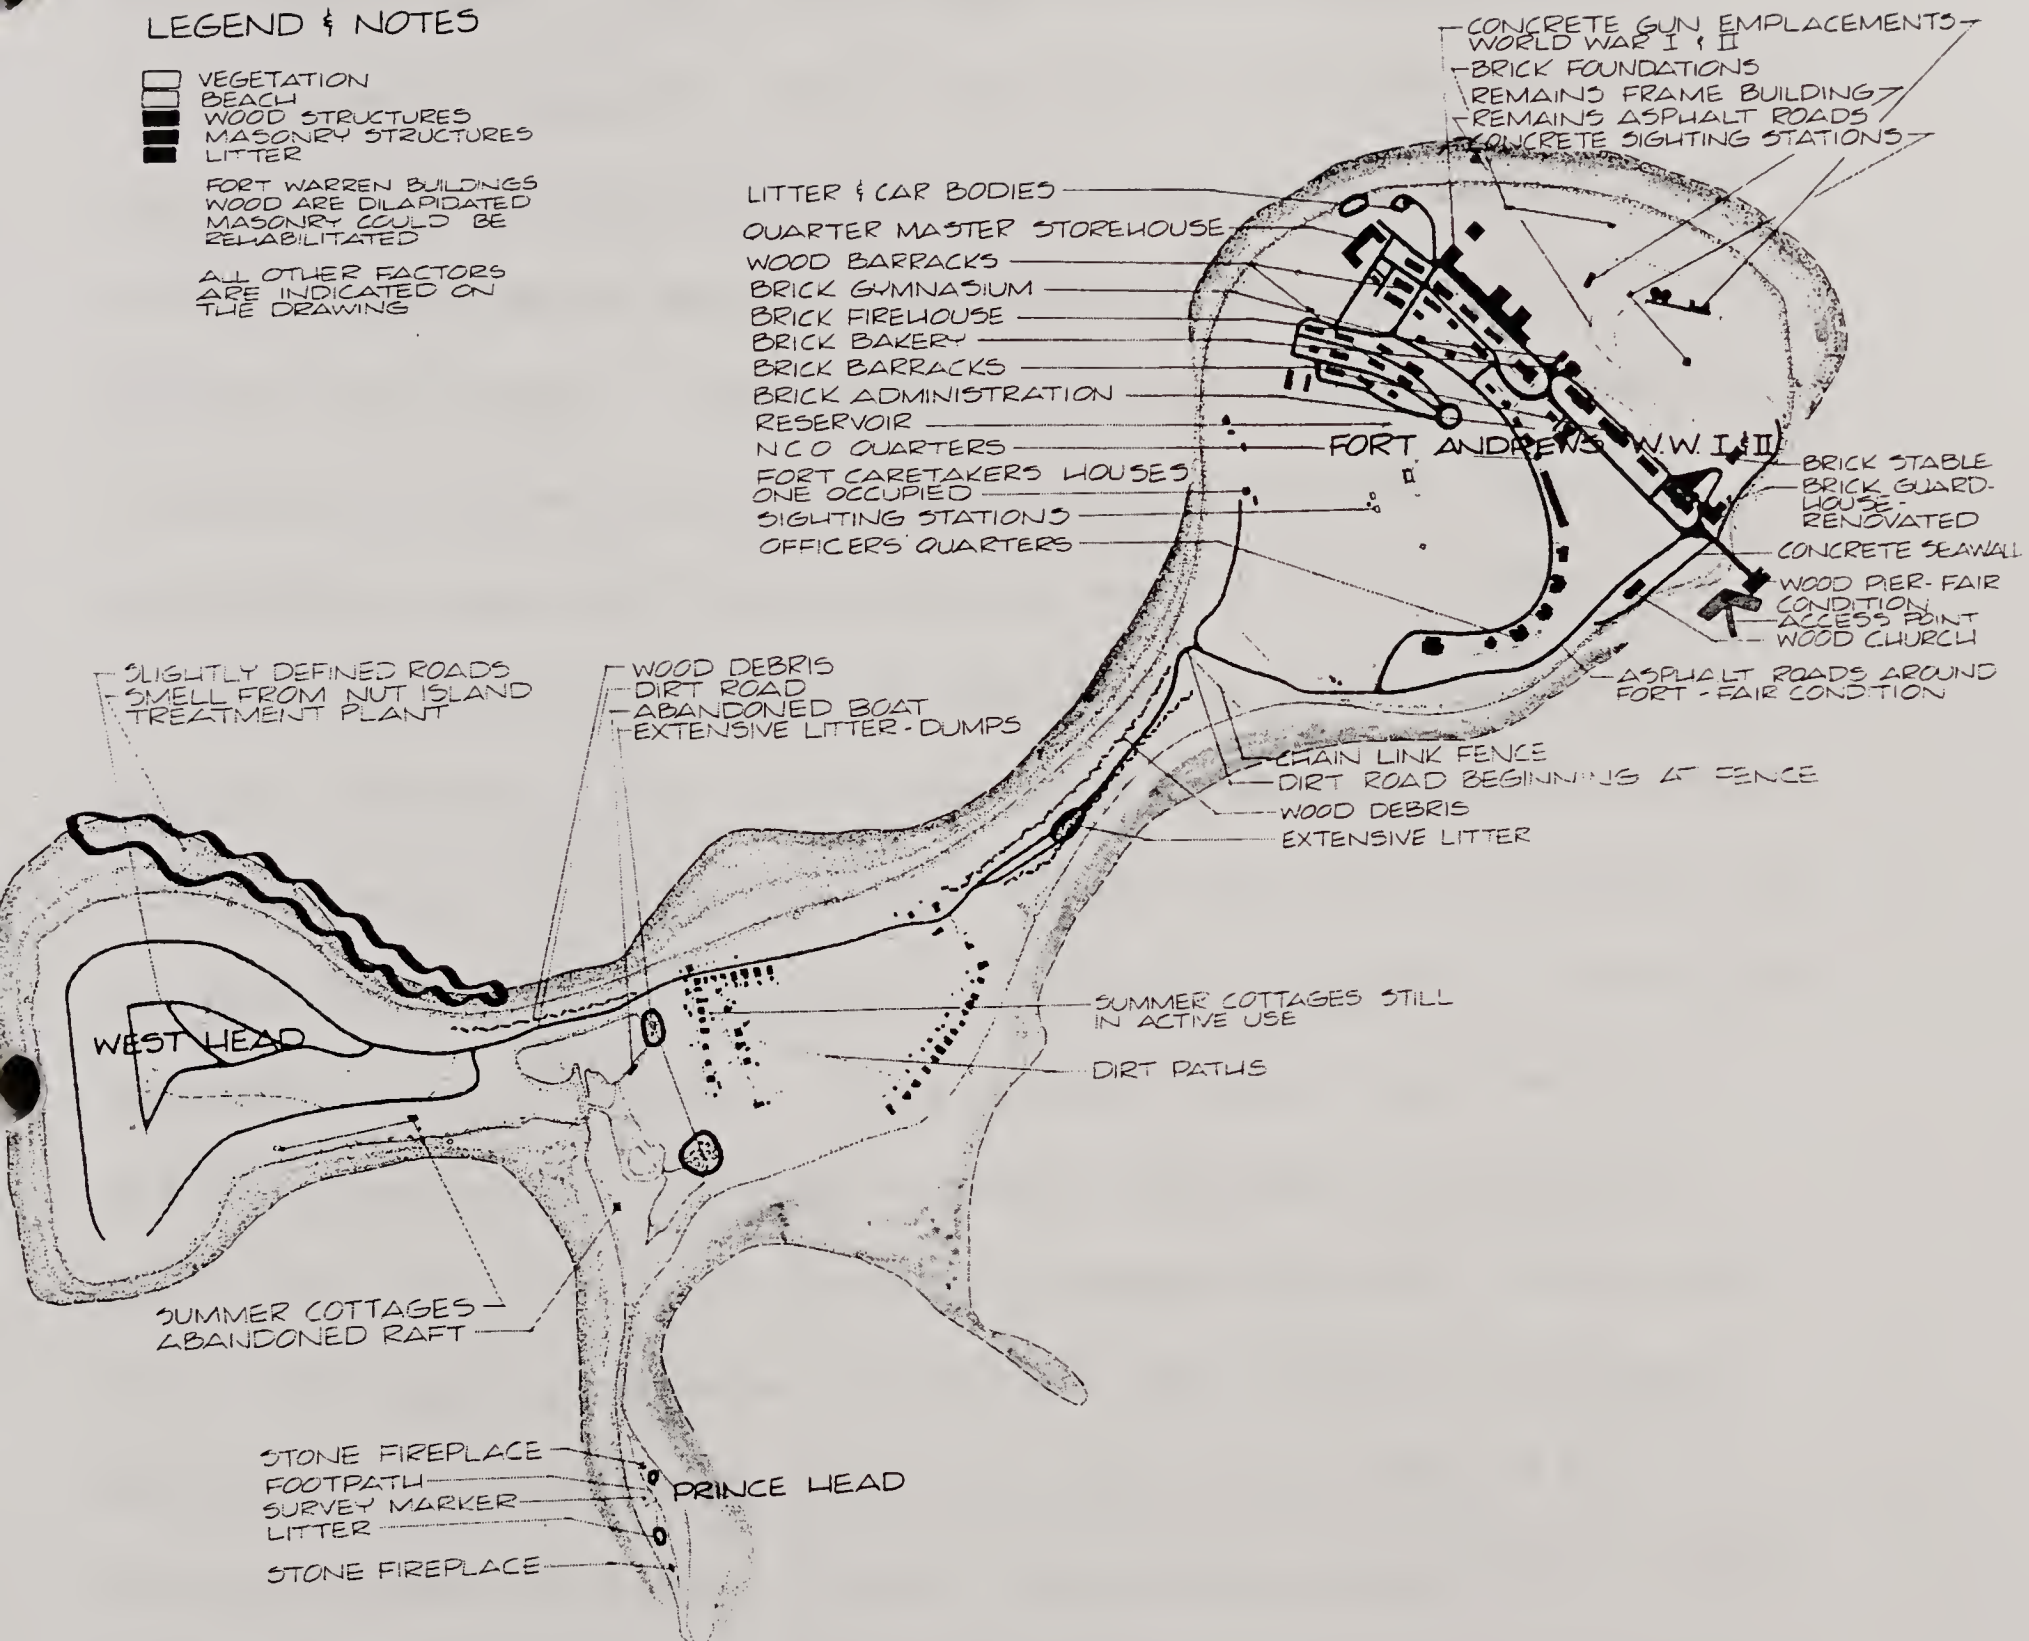 LEGEND & NOTES
VEGETATION
BEACH
WOOD STRUCTURES
MASONRY STRUCTURES
LITTER
FORT WARREN BUILDINGS
WOOD ARE DILAPIDATED
MASONRY COULD BE
REHABILITATED
ALL OTHER FACTORS
ARE INDICATED ON
THE DRAWING
CONCRETE GUN EMPLACEMENTS
WORLD WAR I & II
BRICK FOUNDATIONS
REMAINS FRAME BUILDING
REMAINS ASPHALT ROADS
CONCRETE SIGHTING STATIONS
LITTER & CAR BODIES
QUARTER MASTER STOREHOUSE
WOOD BARRACKS
BRICK GYMNASIUM
BRICK FIREHOUSE
BRICK BAKERY
BRICK BARRACKS
BRICK ADMINISTRATION
RESERVOIR
NCO QUARTERS
FORT CARETAKERS HOUSES
ONE OCCUPIED
SIGHTING STATIONS
OFFICERS' QUARTERS
FORT ANDREWS W.W. I & II
BRICK STABLE
BRICK GUARD-
HOUSE-
RENOVATED
CONCRETE SEAWALL
WOOD PIER-FAIR
CONDITION
ACCESS POINT
WOOD CHURCH
ASPHALT ROADS AROUND
FORT - FAIR CONDITION
SLIGHTLY DEFINED ROADS
SMELL FROM NUT ISLAND
TREATMENT PLANT
WOOD DEBRIS
DIRT ROAD
ABANDONED BOAT
EXTENSIVE LITTER-DUMPS
CHAIN LINK FENCE
DIRT ROAD BEGINNING AT FENCE
WOOD DEBRIS
EXTENSIVE LITTER
WEST HEAD
SUMMER COTTAGES STILL
IN ACTIVE USE
DIRT PATHS
SUMMER COTTAGES
ABANDONED RAFT
STONE FIREPLACE
FOOTPATH
SURVEY MARKER
LITTER
STONE FIREPLACE
PRINCE HEAD